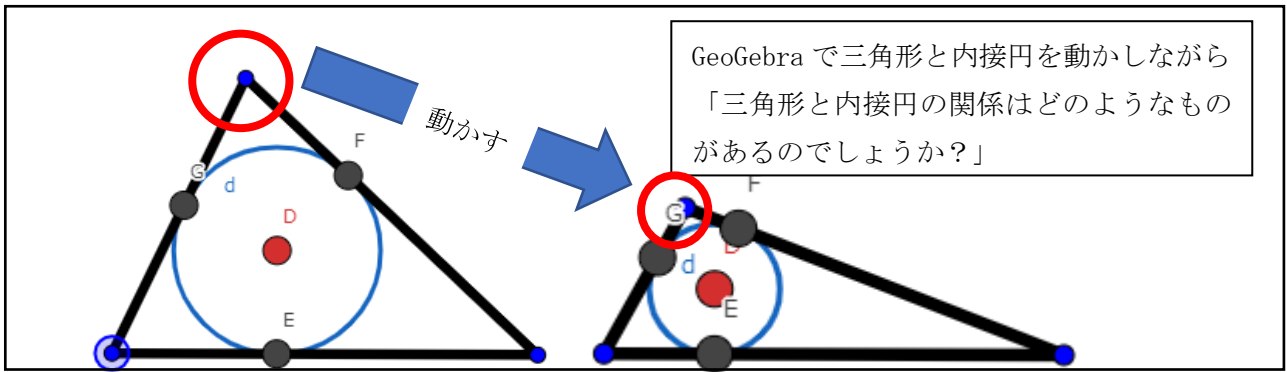 GeoGebra で三角形と内接円を動かしながら
「三角形と内接円の関係はどのようなもの
があるのでしょうか？」
動かす
F
G
d
D
E
F
G
D
d
E